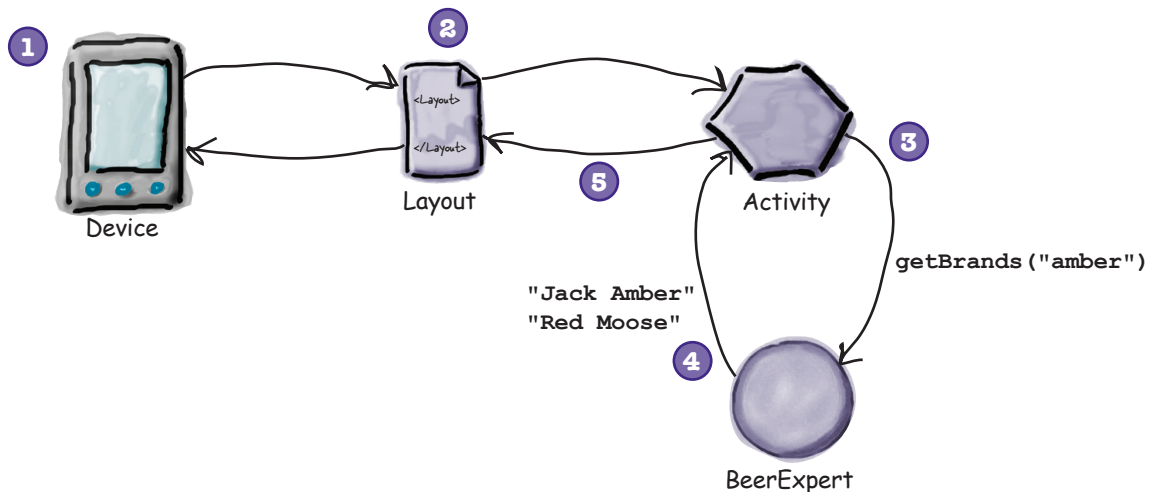 1
2
<Layout>
</Layout>
3
5
Device
Layout
Activity
getBrands("amber")
"Jack Amber"
"Red Moose"
4
BeerExpert